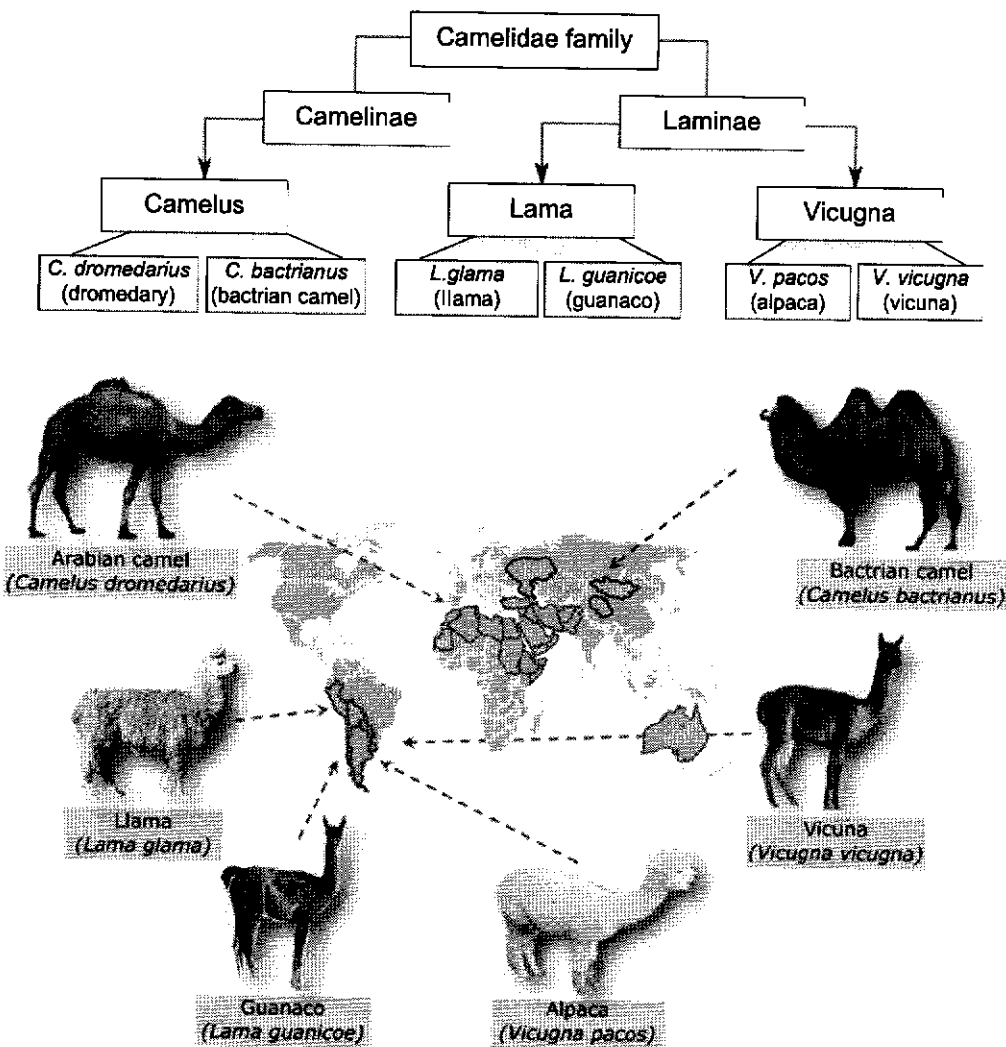 Camelidae family
Camelinae
Laminae
Camelus
Lama
Vicugna
C. dromedarius
(dromedary)
C. bactrianus
(bactrian camel)
L.glama
(llama)
L. guanicoe
(guanaco)
V. pacos
(alpaca)
V. vicugna
(vicuna)
Arabian camel
(Camelus dromedarius)
Bactrian camel
(Camelus bactrianus)
Llama
(Lama glama)
Vicuna
(Vicugna vicugna)
Guanaco
(Lama guanicoe)
Alpaca
(Vicugna pacos)